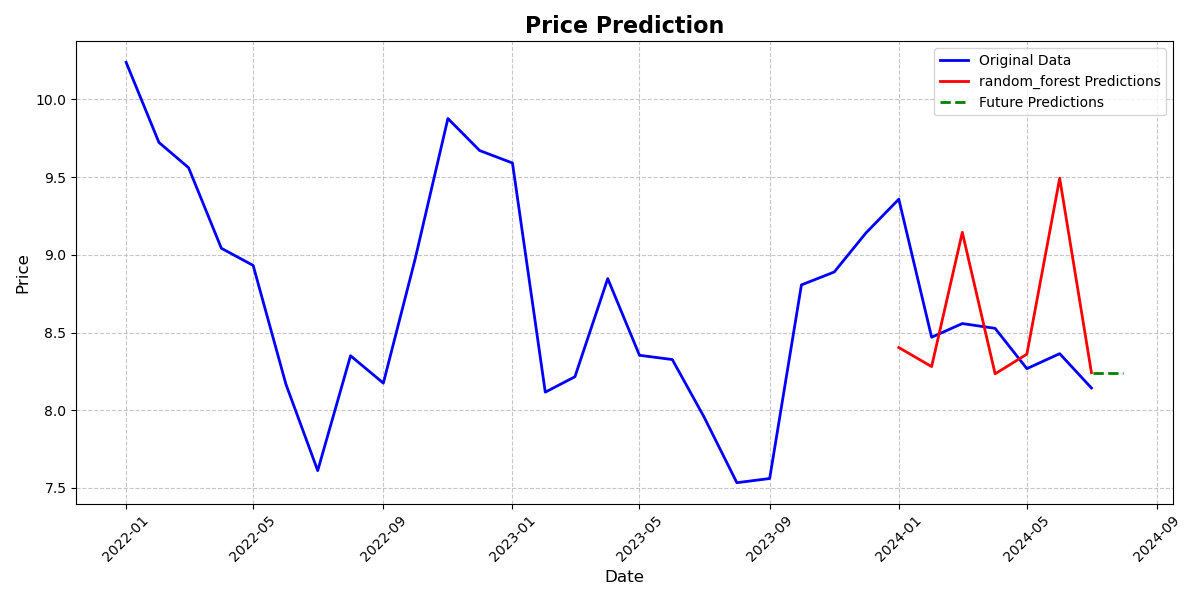 Price Prediction
Original Data
random_forest Predictions
Future Predictions
Price
10.0
9.5
9.0
8.5
8.0
7.5
2022-01
2022-05
2022-09
2023-01
2023-05
2023-09
2024-01
2024-05
2024-09
Date